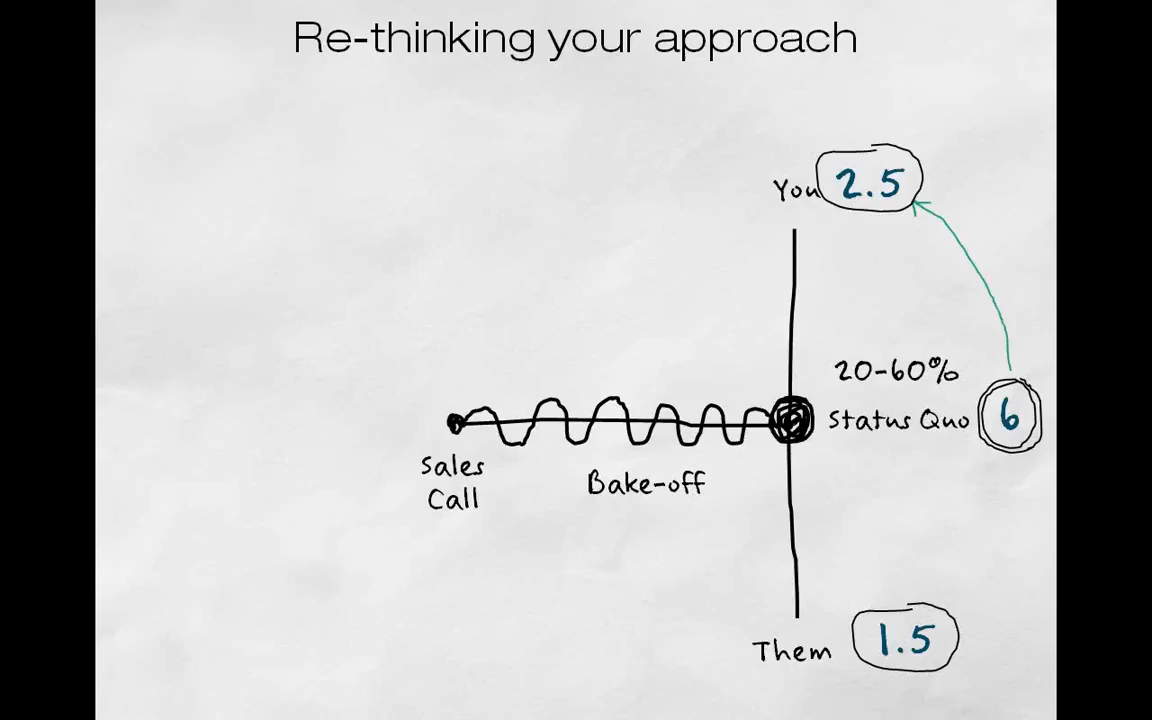 Re-thinking your approach
You 2.5
20-60%
Status Quo 6
Sales
Call
Bake-off
Them 1.5